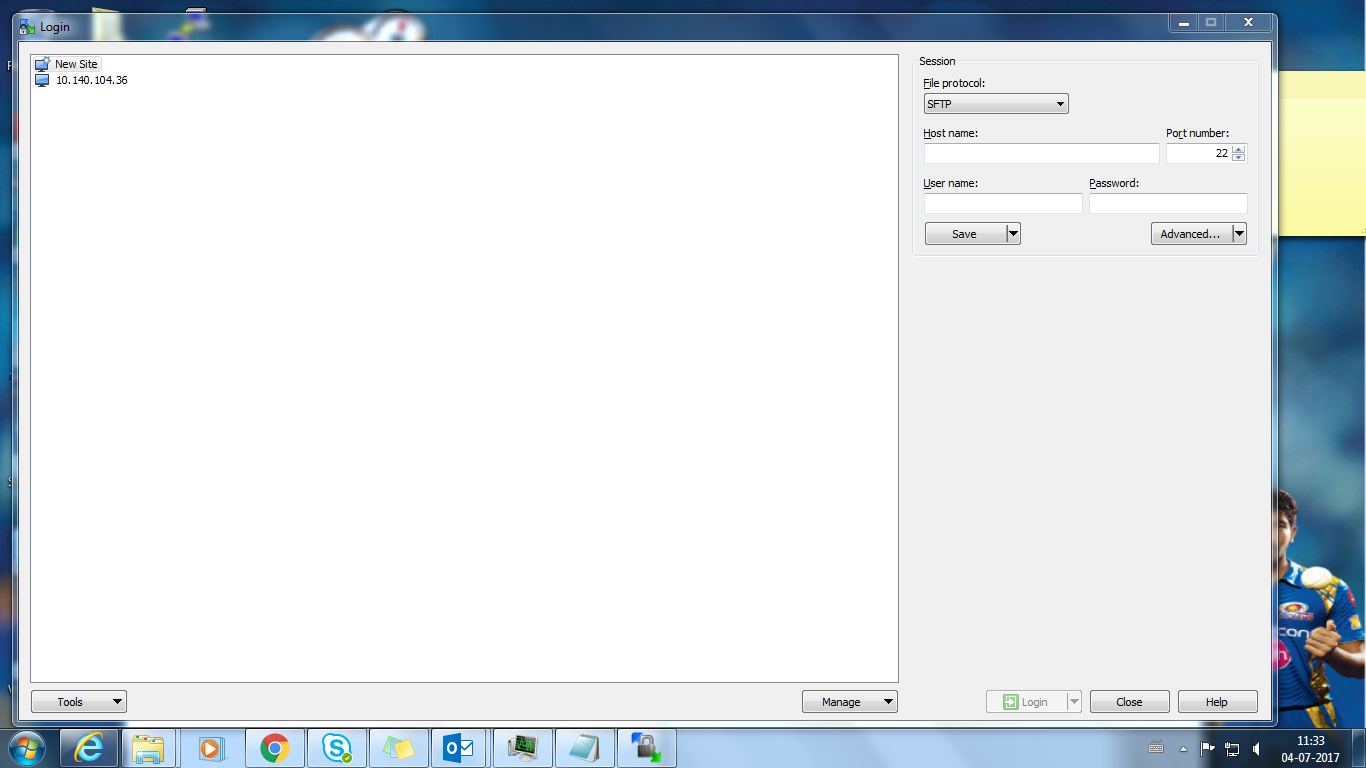 Login
New Site
10.140.104.36
Session
File protocol:
SFTP
Host name: Port number:
22
User name: Password:
Save Advanced...
Tools Manage Login Close Help
11:33
04-07-2017